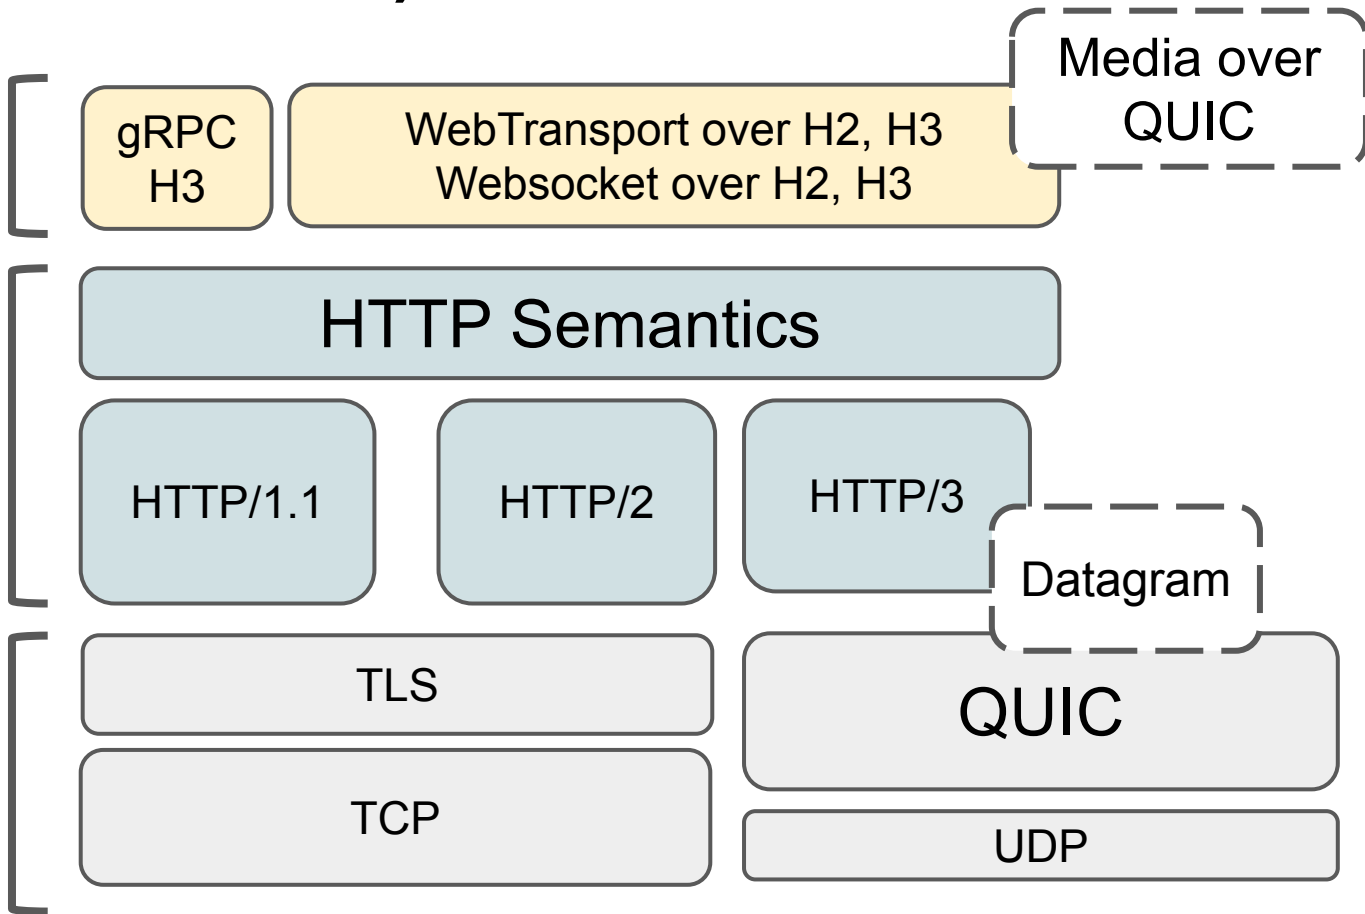 Media over
QUIC
gRPC
H3
WebTransport over H2, H3
Websocket over H2, H3
HTTP Semantics
HTTP/1.1
HTTP/2
HTTP/3
Datagram
TLS
QUIC
TCP
UDP